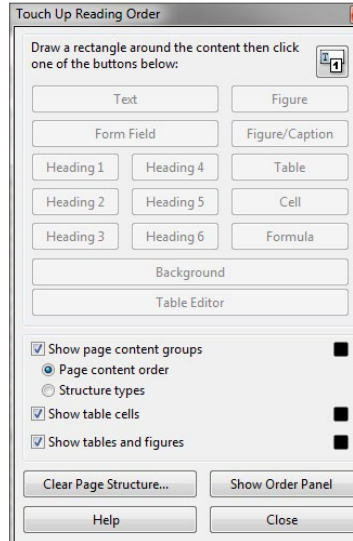 Touch Up Reading Order
Draw a rectangle around the content then click
one of the buttons below:
1
Text Figure
Form Field Figure/Caption
Heading 1 Heading 4 Table
Heading 2 Heading 5 Cell
Heading 3 Heading 6 Formula
Background
Table Editor
Show page content groups
Page content order
Structure types
Show table cells
Show tables and figures
Clear Page Structure... Show Order Panel
Help Close